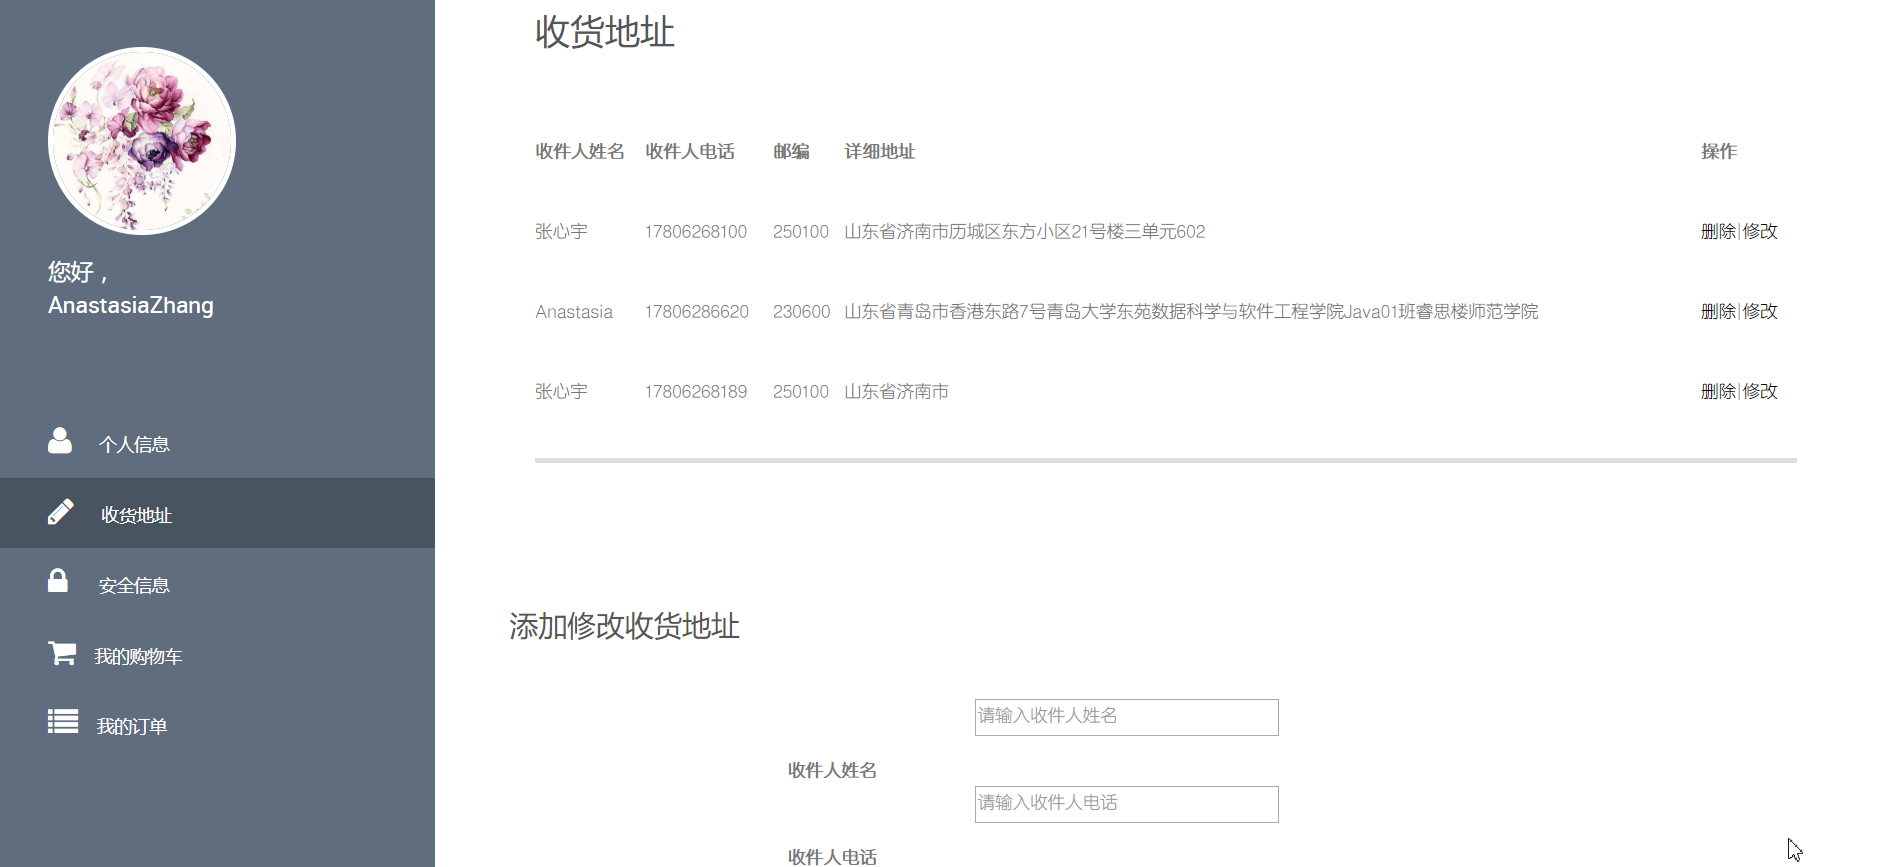 您好，
AnastasiaZhang
个人信息
收货地址
安全信息
我的购物车
我的订单
收货地址
收件人姓名 收件人电话 邮编 详细地址 操作
张心宇 17806268100 250100 山东省济南市历城区东方小区21号楼三单元602 删除|修改
Anastasia 17806286620 230600 山东省青岛市香港东路7号青岛大学东苑数据科学与软件工程学院Java01班睿思楼师范学院 删除|修改
张心宇 17806268189 250100 山东省济南市 删除|修改
添加修改收货地址
请输入收件人姓名
收件人姓名
请输入收件人电话
收件人电话